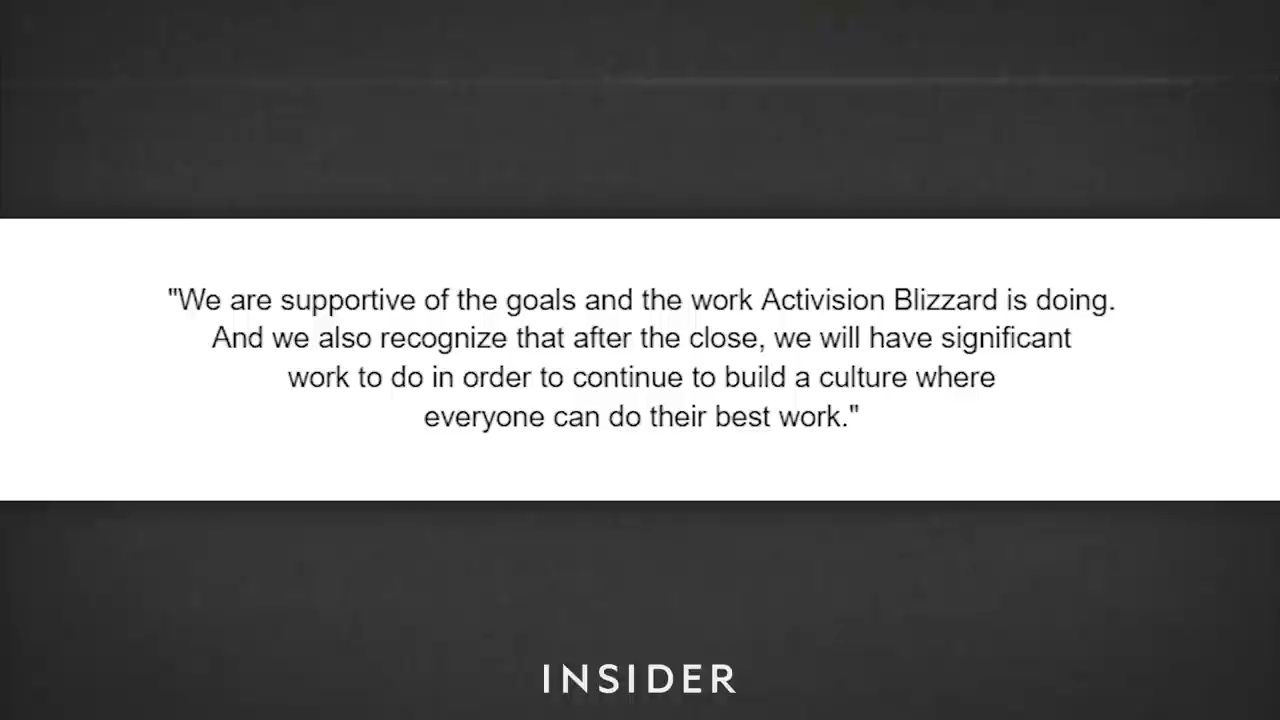 "We are supportive of the goals and the work Activision Blizzard is doing.
And we also recognize that after the close, we will have significant
work to do in order to continue to build a culture where
everyone can do their best work."
INSIDER